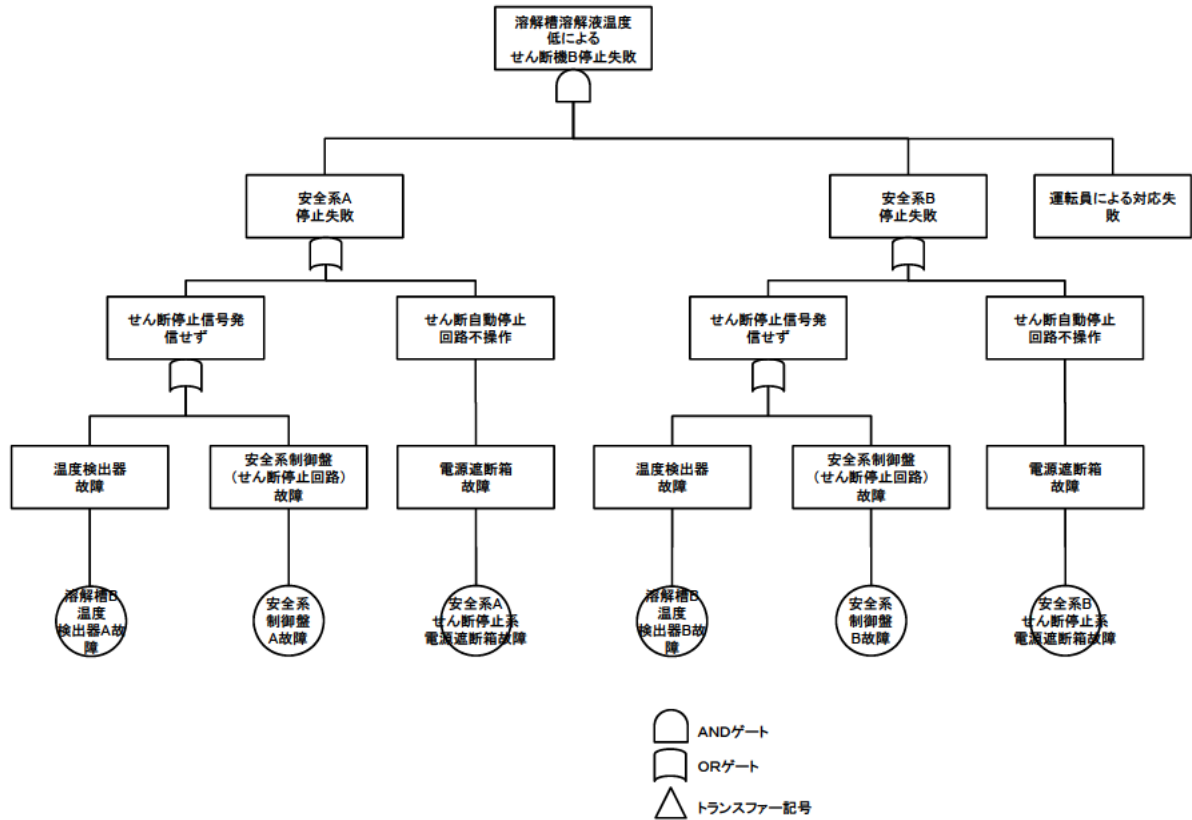 溶解槽溶解液温度
低による
せん断機B停止失敗
安全系A
停止失敗
安全系B
停止失敗
運転員による対応失
敗
せん断停止信号発
信せず
せん断自動停止
回路不操作
せん断停止信号発
信せず
せん断自動停止
回路不操作
温度検出器
故障
安全系制御盤
（せん断停止回路）
故障
電源遮断箱
故障
温度検出器
故障
安全系制御盤
（せん断停止回路）
故障
電源遮断箱
故障
溶解槽B
温度
検出器A故
障
安全系
制御盤
A故障
安全系A
せん断停止系
電源遮断箱故障
溶解槽B
温度
検出器B故
障
安全系
制御盤
B故障
安全系B
せん断停止系
電源遮断箱故障
ANDゲート
ORゲート
トランスファー記号